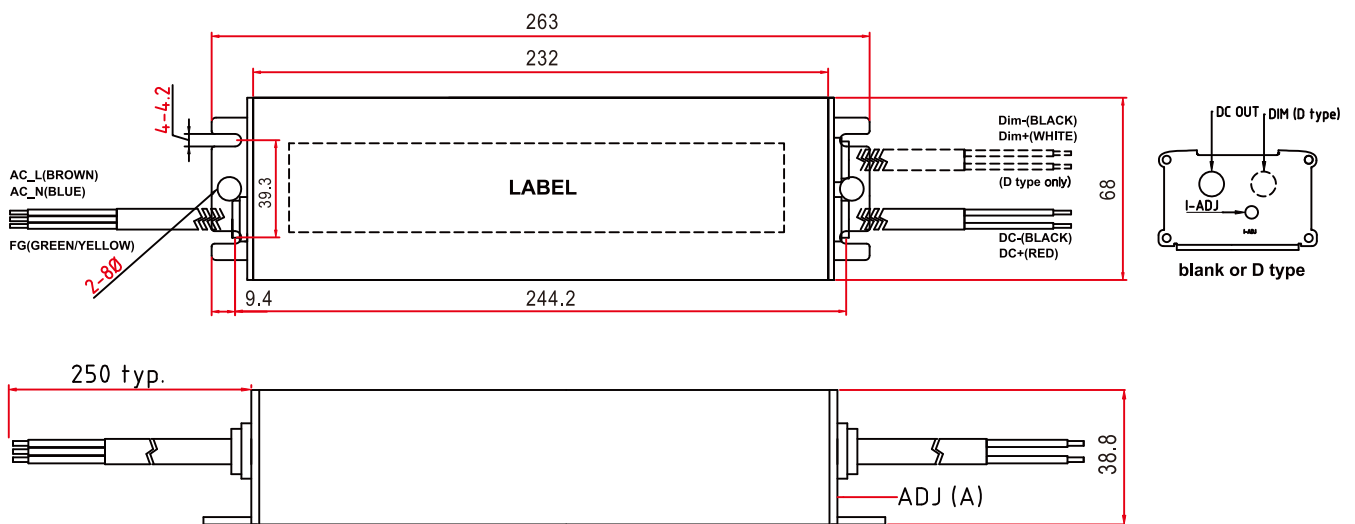 263
232
4-4.2
DC OUT
DIM (D type)
Dim-(BLACK)
Dim+(WHITE)
AC_L(BROWN)
AC_N(BLUE)
39.3
LABEL
(D type only)
68
I-ADJ
I-ADJ
FG(GREEN/YELLOW)
DC-(BLACK)
DC+(RED)
blank or D type
2-8Ø
9.4
244.2
250 typ.
38.8
ADJ (A)